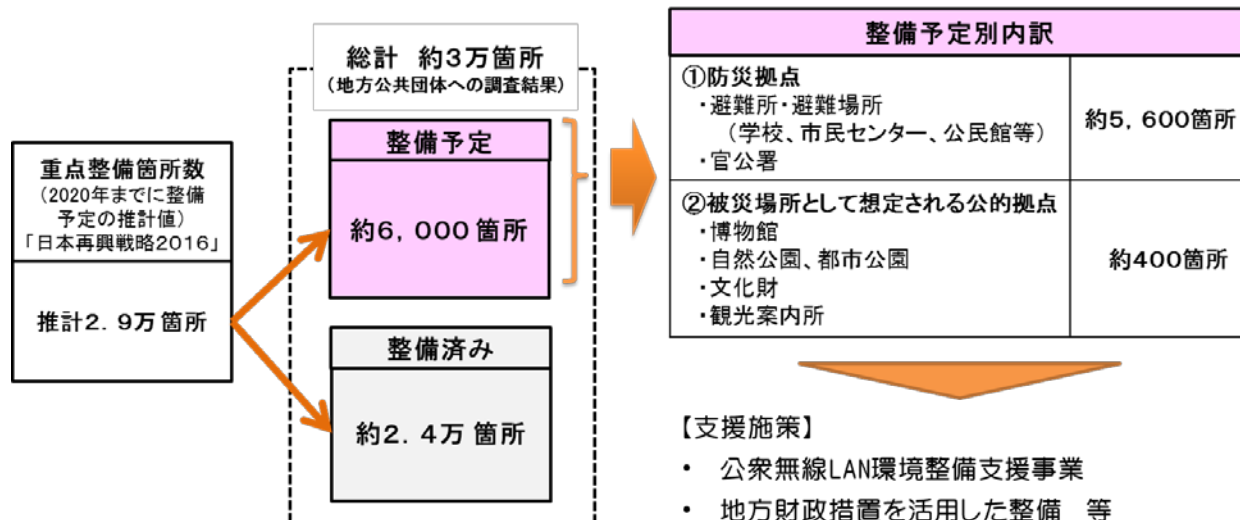 重点整備箇所数
（2020年までに整備
予定の推計値）
「日本再興戦略2016」
推計2．9万箇所
総計 約3万箇所
（地方公共団体への調査結果）
整備予定
約6，000箇所
整備済み
約2．4万 箇所
整備予定別内訳
①防災拠点
・避難所・避難場所
（学校、市民センター、公民館等）
・官公署
約5，600箇所
②被災場所として想定される公的拠点
・博物館
・自然公園、都市公園
・文化財
・観光案内所
約400箇所
【支援施策】
• 公衆無線LAN環境整備支援事業
• 地方財政措置を活用した整備 等